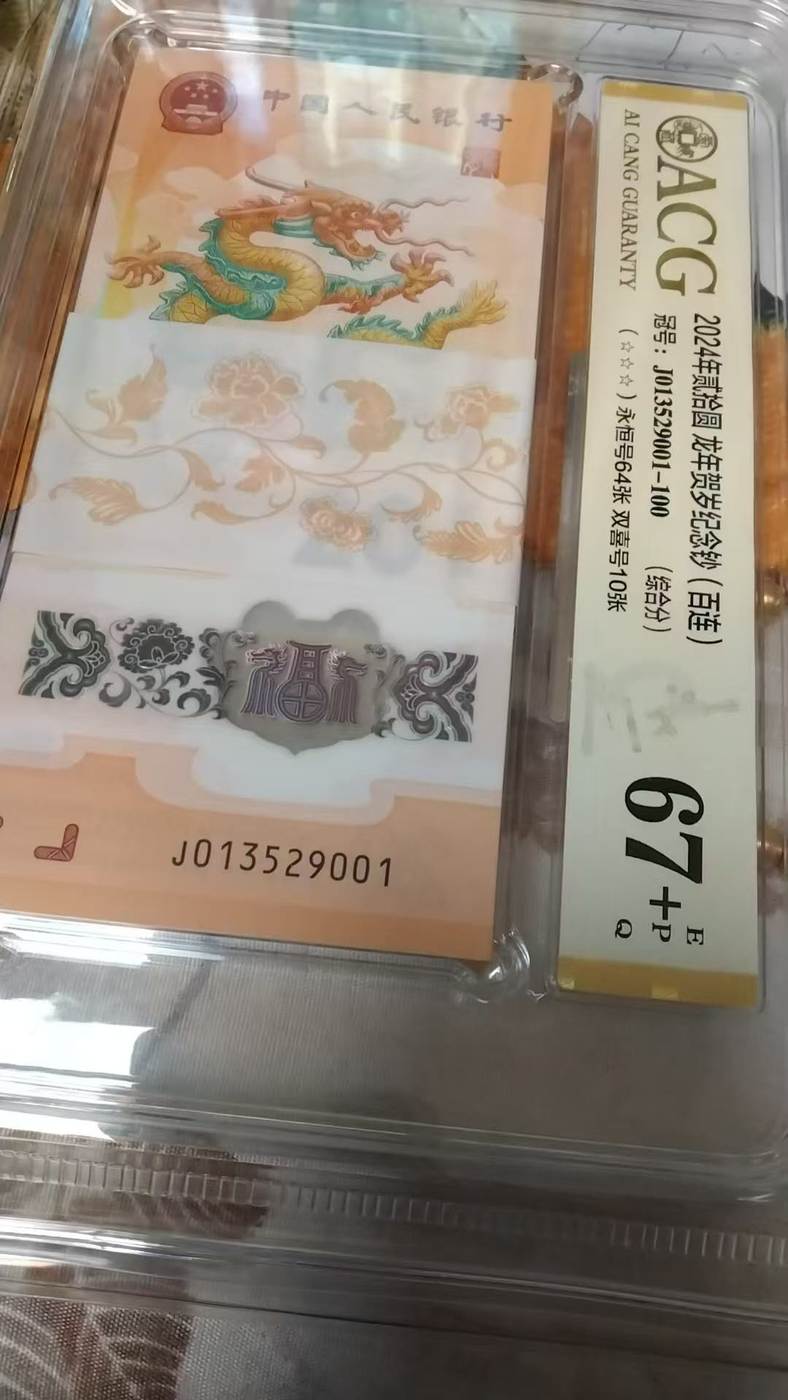 中国人民银行
福
J013529001
ACG
AI CANG GUARANTY
2024年贰拾圆 龙年贺岁纪念钞（百连）
冠号：J013529001-100 （综合分）
（☆☆☆）永恒号64张 双喜号10张
67+
E
P
Q